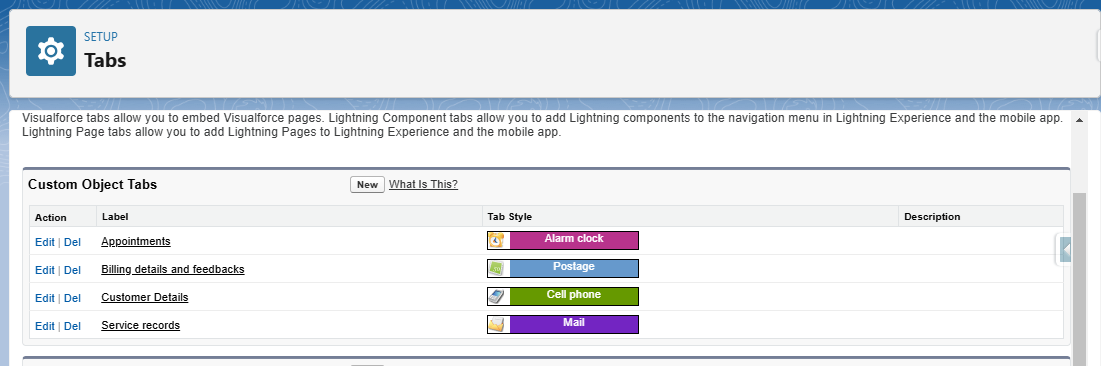 SETUP
Tabs
Visualforce tabs allow you to embed Visualforce pages. Lightning Component tabs allow you to add Lightning components to the navigation menu in Lightning Experience and the mobile app.
Lightning Page tabs allow you to add Lightning Pages to Lightning Experience and the mobile app.
Custom Object Tabs New What Is This?
Action Label Tab Style Description
Edit | Del Appointments Alarm clock
Edit | Del Billing details and feedbacks Postage
Edit | Del Customer Details Cell phone
Edit | Del Service records Mail